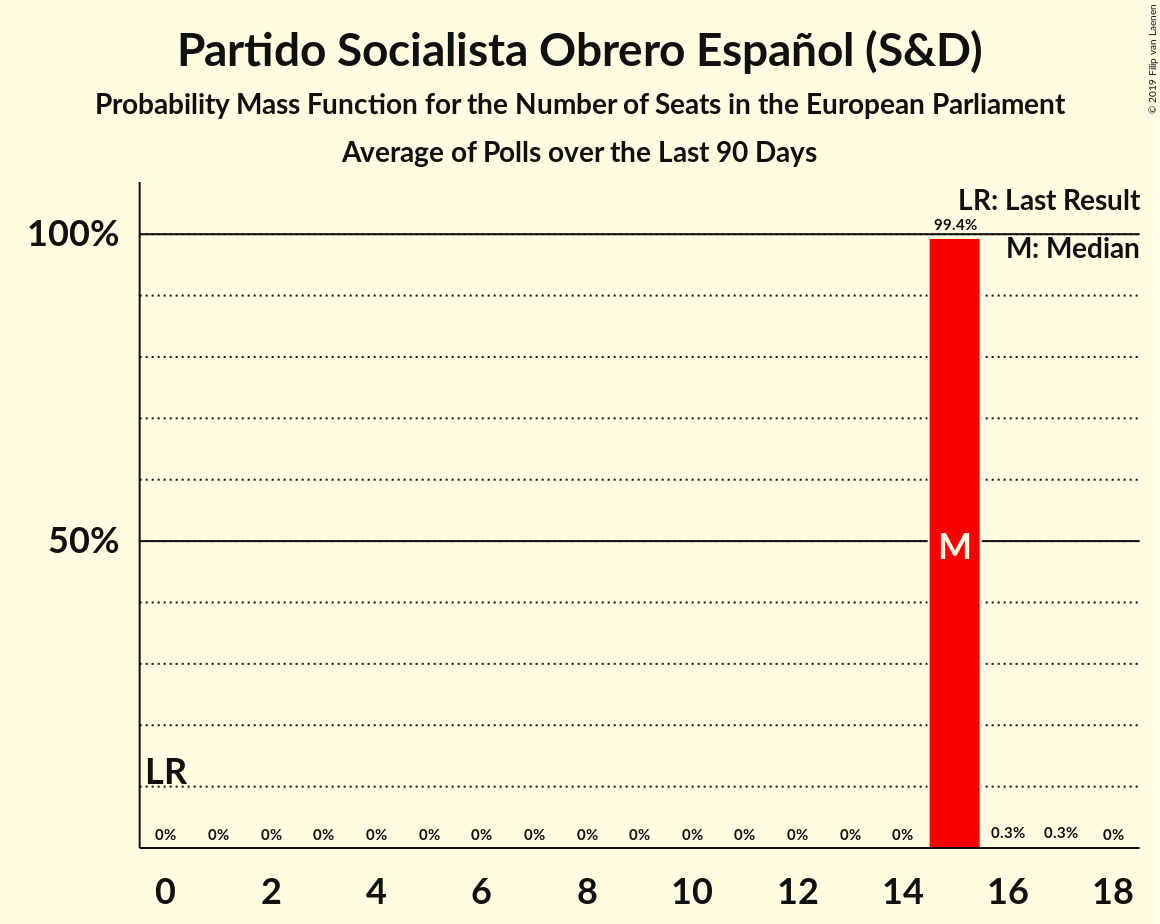 Partido Socialista Obrero Español (S&D)
Probability Mass Function for the Number of Seats in the European Parliament
Average of Polls over the Last 90 Days
© 2019 Filip van Laenen
LR: Last Result
M: Median
100%
50%
99.4%
M
LR
0% 0% 0% 0% 0% 0% 0% 0% 0% 0% 0% 0% 0% 0% 0% 0.3% 0.3% 0%
0 2 4 6 8 10 12 14 16 18